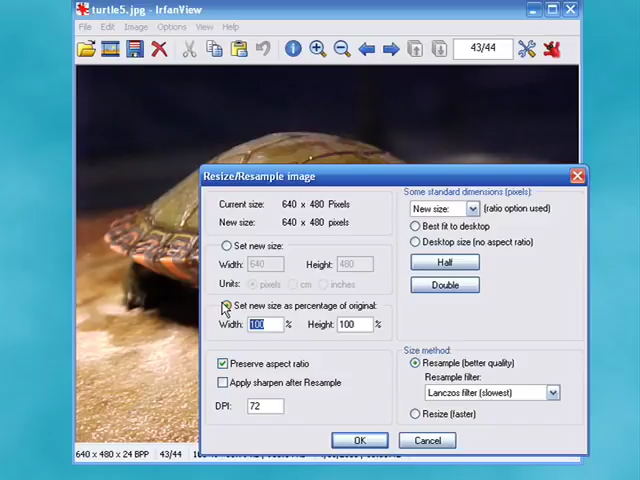 turtle5.jpg - IrfanView
File Edit Image Options View Help
43/44
Resize/Resample image
Current size: 640 x 480 Pixels
New size: 640 x 480 pixels
Set new size:
Width: 640 Height: 480
Units: pixels cm inches
Set new size as percentage of original:
Width: 100 % Height: 100 %
Preserve aspect ratio
Apply sharpen after Resample
DPI: 72
Some standard dimensions (pixels):
New size: (ratio option used)
Best fit to desktop
Desktop size (no aspect ratio)
Half
Double
Size method:
Resample (better quality)
Resample filter:
Lanczos filter (slowest)
Resize (faster)
OK Cancel
640 x 480 x 24 BPP 43/44